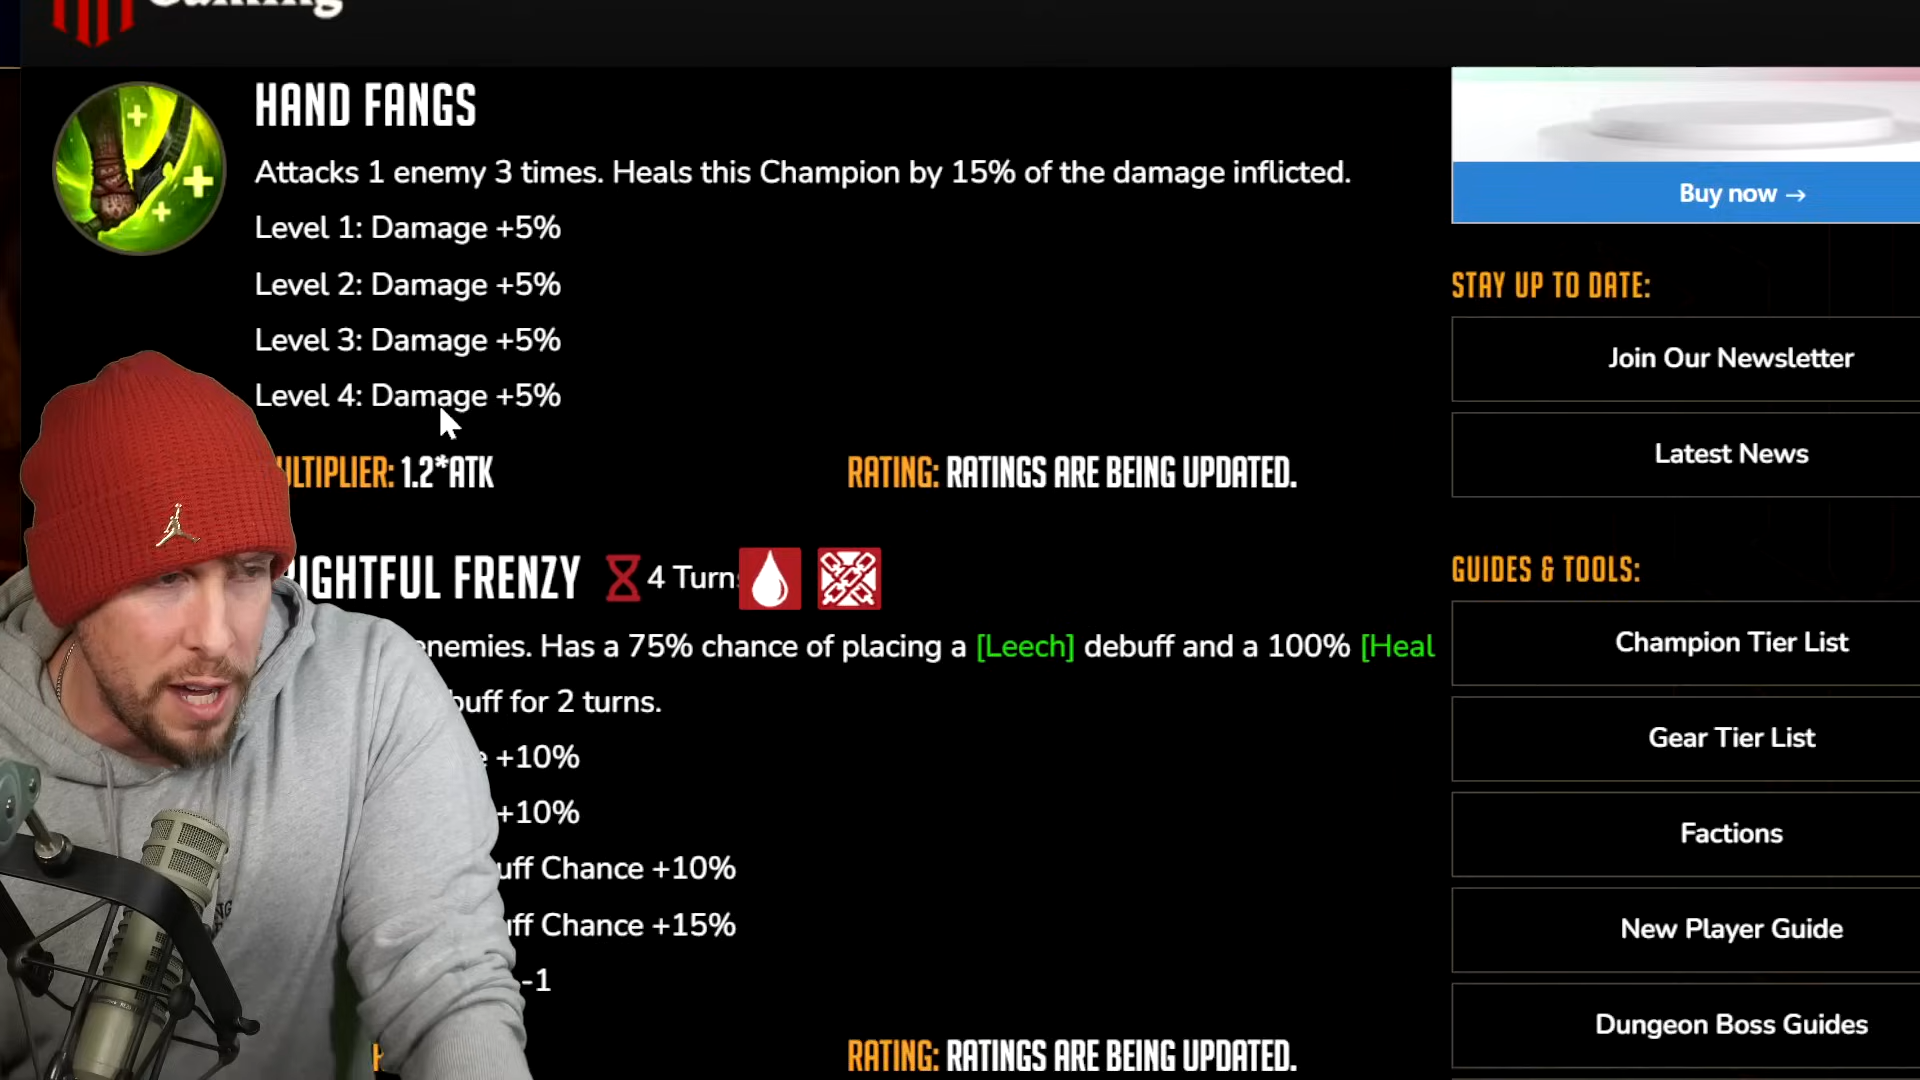 Gaming
HAND FANGS
Attacks 1 enemy 3 times. Heals this Champion by 15% of the damage inflicted.
Level 1: Damage +5%
Level 2: Damage +5%
Level 3: Damage +5%
Level 4: Damage +5%
ULTIPLIER: 1.2*ATK
RATING: RATINGS ARE BEING UPDATED.
IGHTFUL FRENZY
4 Turn
enemies. Has a 75% chance of placing a [Leech] debuff and a 100% [Heal
buff for 2 turns.
+10%
+10%
uff Chance +10%
uff Chance +15%
-1
RATING: RATINGS ARE BEING UPDATED.
Buy now →
STAY UP TO DATE:
Join Our Newsletter
Latest News
GUIDES & TOOLS:
Champion Tier List
Gear Tier List
Factions
New Player Guide
Dungeon Boss Guides